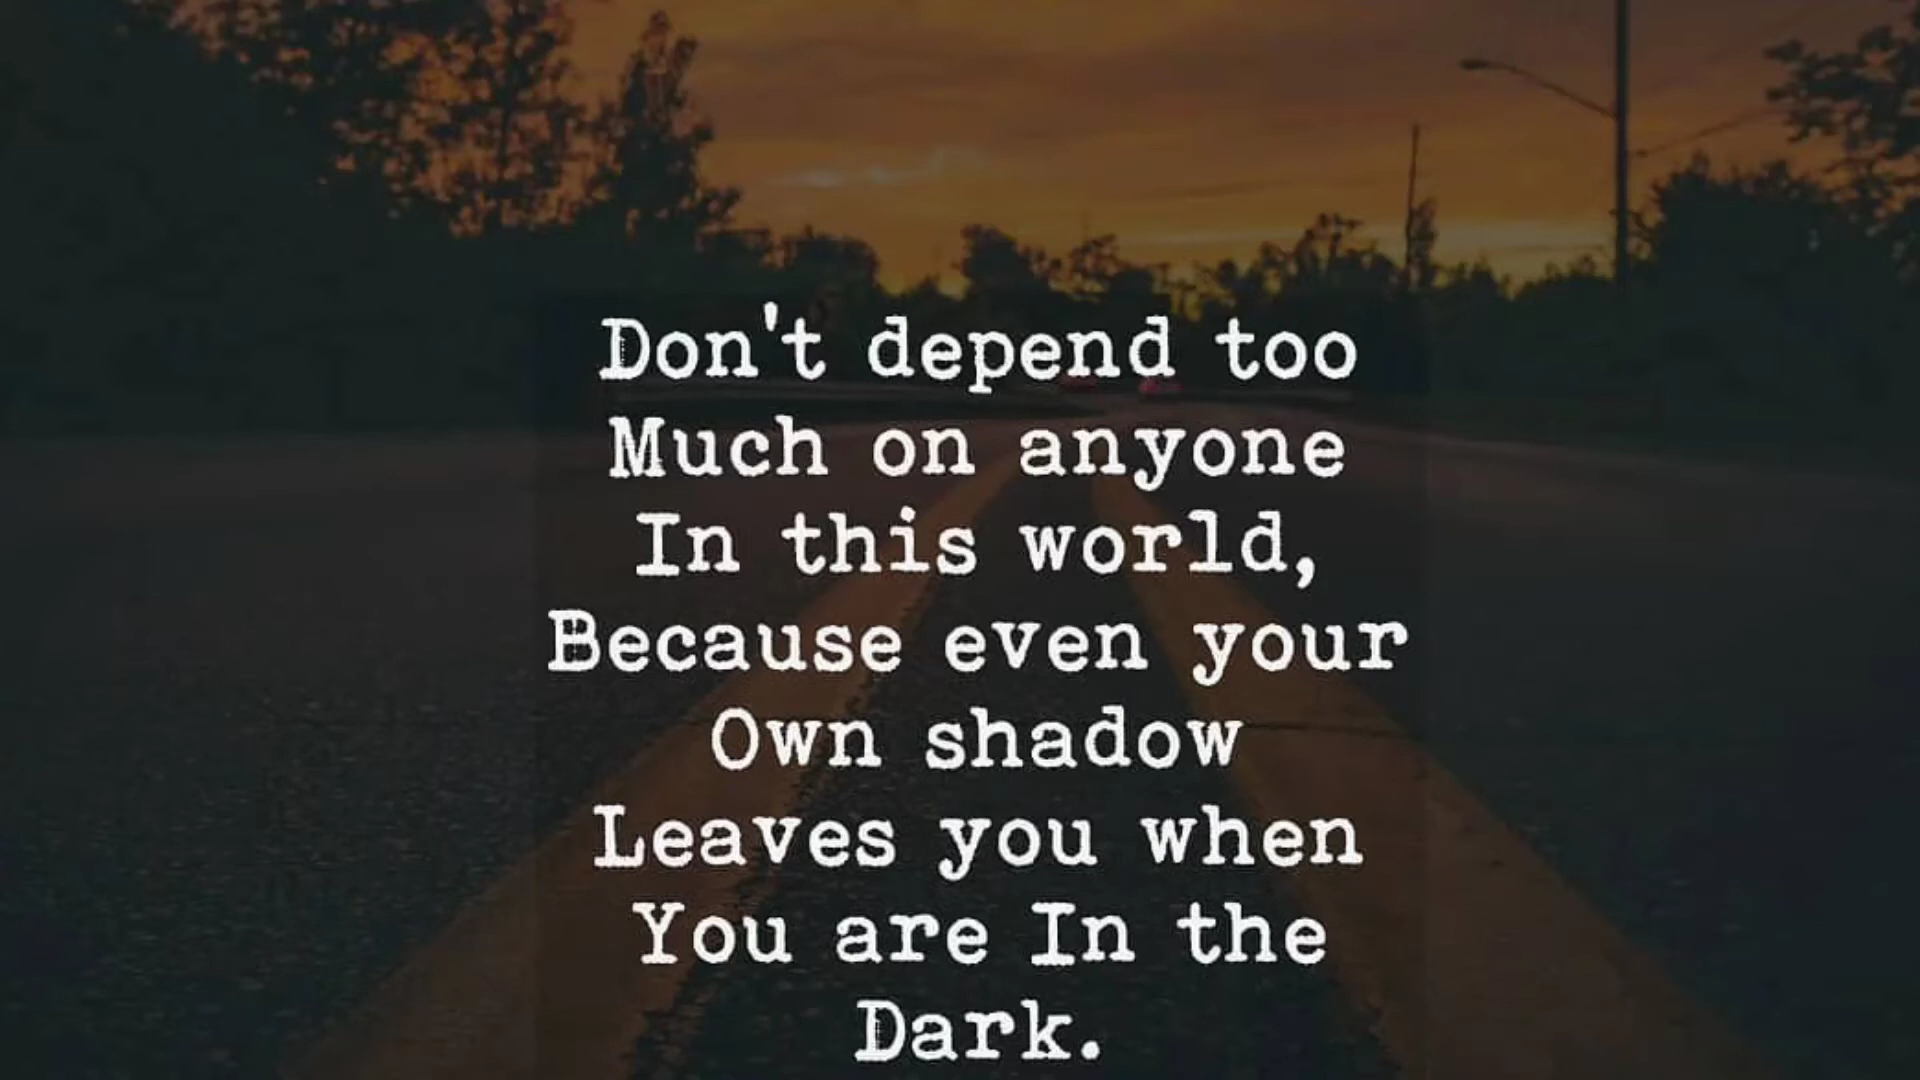 Don't depend too
Much on anyone
In this world,
Because even your
Own shadow
Leaves you when
You are In the
Dark.